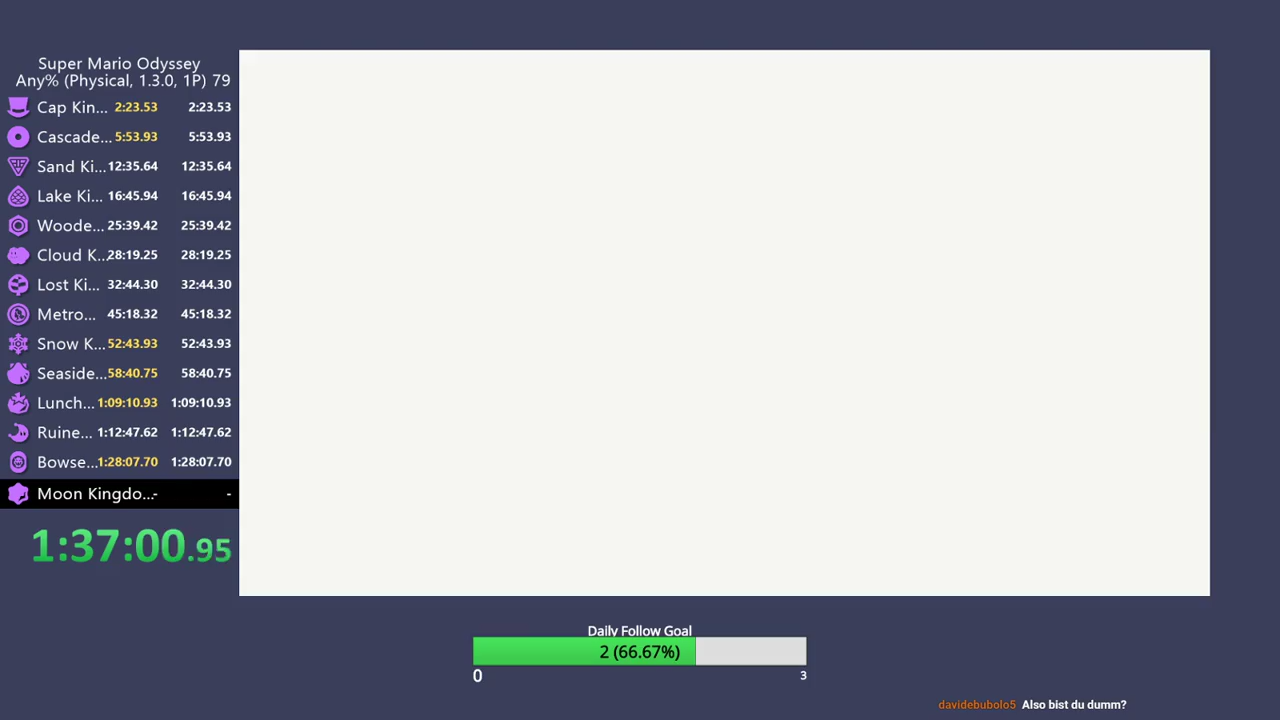 Super Mario Odyssey
Any% (Physical, 1.3.0, 1P) 79
Cap Kin... 2:23.53 2:23.53
Cascade... 5:53.93 5:53.93
Sand Ki... 12:35.64 12:35.64
Lake Ki... 16:45.94 16:45.94
Woode... 25:39.42 25:39.42
Cloud K... 28:19.25 28:19.25
Lost Ki... 32:44.30 32:44.30
Metro... 45:18.32 45:18.32
Snow K... 52:43.93 52:43.93
Seaside... 58:40.75 58:40.75
Lunch... 1:09:10.93 1:09:10.93
Ruine... 1:12:47.62 1:12:47.62
Bowse... 1:28:07.70 1:28:07.70
Moon Kingdo... - -
1:37:00.95
Daily Follow Goal
2 (66.67%)
0 3
davidebubolo5 Also bist du dumm?